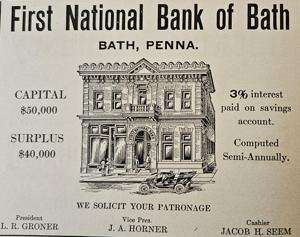 First National Bank of Bath
BATH, PENNA.
CAPITAL
$50,000
SURPLUS
$40,000
3% interest
paid on savings
account.
Computed
Semi-Annually.
WE SOLICIT YOUR PATRONAGE
President
L. R. GRONER
Vice Pres.
J. A. HORNER
Cashier
JACOB H. SEEM